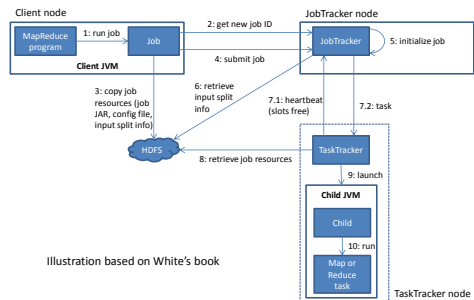 Client node
JobTracker node
MapReduce
program
1: run job
Job
Client JVM
2: get new job ID
4: submit job
JobTracker
5: initialize job
3: copy job
resources (job
JAR, config file,
input split info)
6: retrieve
input split
info
7.1: heartbeat
(slots free)
7.2: task
HDFS
8: retrieve job resources
TaskTracker
9: launch
Child JVM
Child
10: run
Map or
Reduce
task
Illustration based on White's book
TaskTracker node